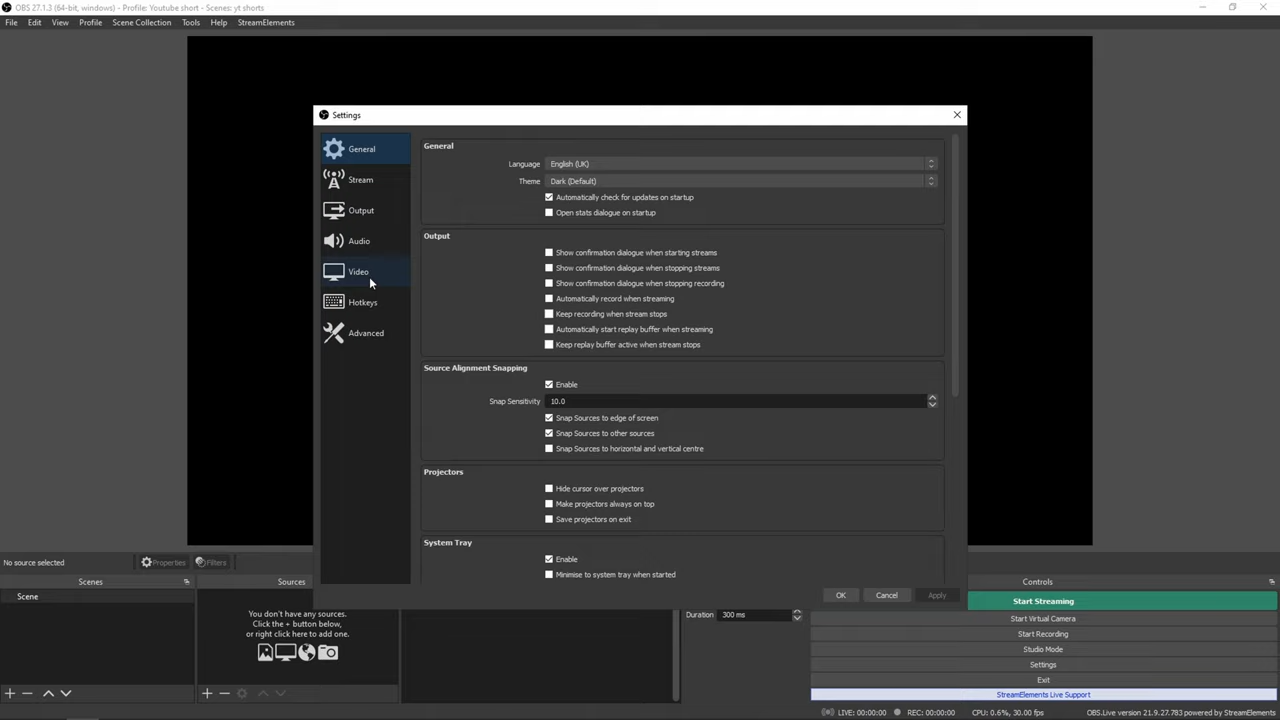 OBS 27.1.3 (64-bit, windows) - Profile: Youtube short - Scenes: yt shorts
File Edit View Profile Scene Collection Tools Help StreamElements
Settings
General
Stream
Output
Audio
Video
Hotkeys
Advanced
General
Language English (UK)
Theme Dark (Default)
Automatically check for updates on startup
Open stats dialogue on startup
Output
Show confirmation dialogue when starting streams
Show confirmation dialogue when stopping streams
Show confirmation dialogue when stopping recording
Automatically record when streaming
Keep recording when stream stops
Automatically start replay buffer when streaming
Keep replay buffer active when stream stops
Source Alignment Snapping
Enable
Snap Sensitivity 10.0
Snap Sources to edge of screen
Snap Sources to other sources
Snap Sources to horizontal and vertical centre
Projectors
Hide cursor over projectors
Make projectors always on top
Save projectors on exit
System Tray
Enable
Minimise to system tray when started
OK Cancel Apply
No source selected Properties Filters
Scenes
Scene
Sources
You don't have any sources.
Click the + button below,
or right click here to add one.
Duration 300 ms
Controls
Start Streaming
Start Virtual Camera
Start Recording
Studio Mode
Settings
Exit
StreamElements Live Support
LIVE: 00:00:00 REC: 00:00:00 CPU: 0.6%, 30.00 fps OBS.Live version 21.9.27.783 powered by StreamElements